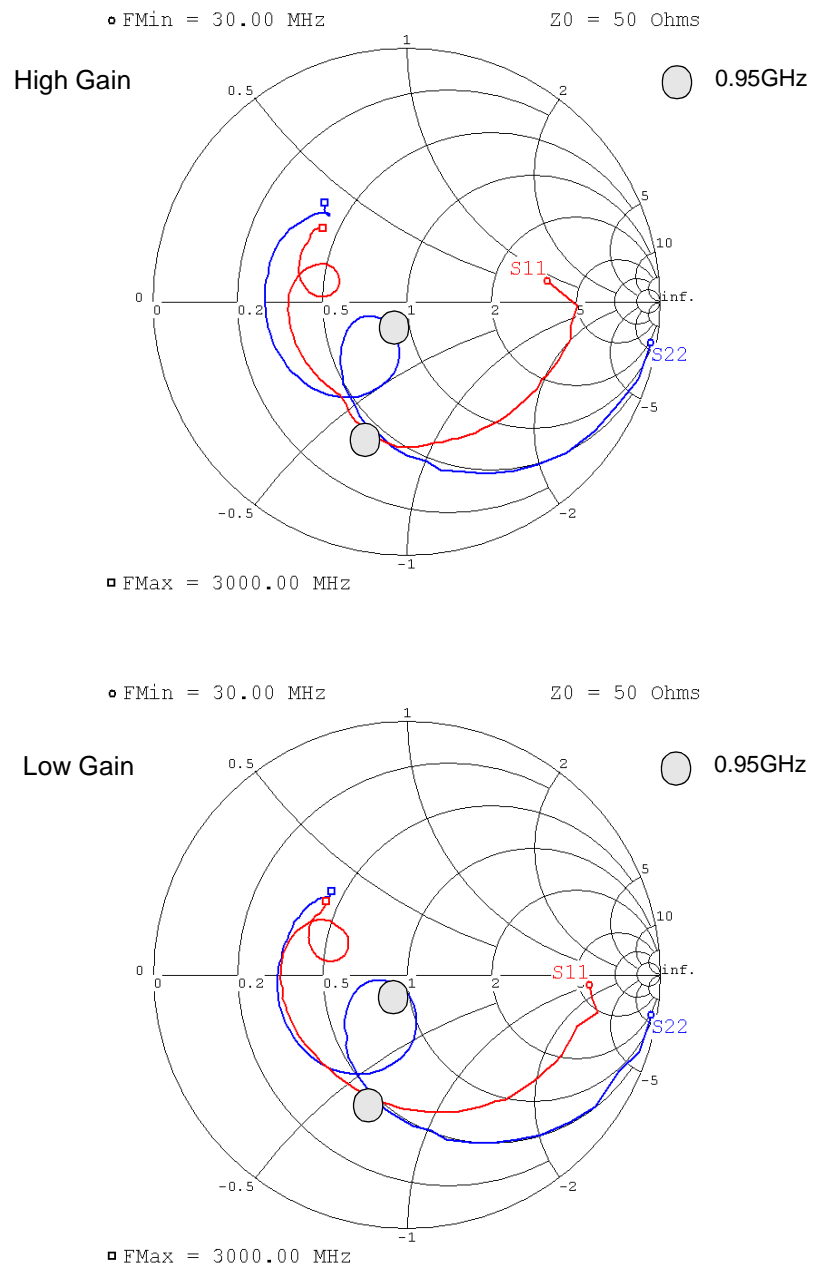 FMin = 30.00 MHz Z0 = 50 Ohms
High Gain 0.95GHz
1
0.5 2
5
10
S11
0 0 0.2 0.5 1 2 5 inf.
S22
-5
-0.5 -2
-1
FMax = 3000.00 MHz
FMin = 30.00 MHz Z0 = 50 Ohms
Low Gain 0.95GHz
1
0.5 2
5
10
S11
0 0 0.2 0.5 1 2 5 inf.
S22
-5
-0.5 -2
-1
FMax = 3000.00 MHz